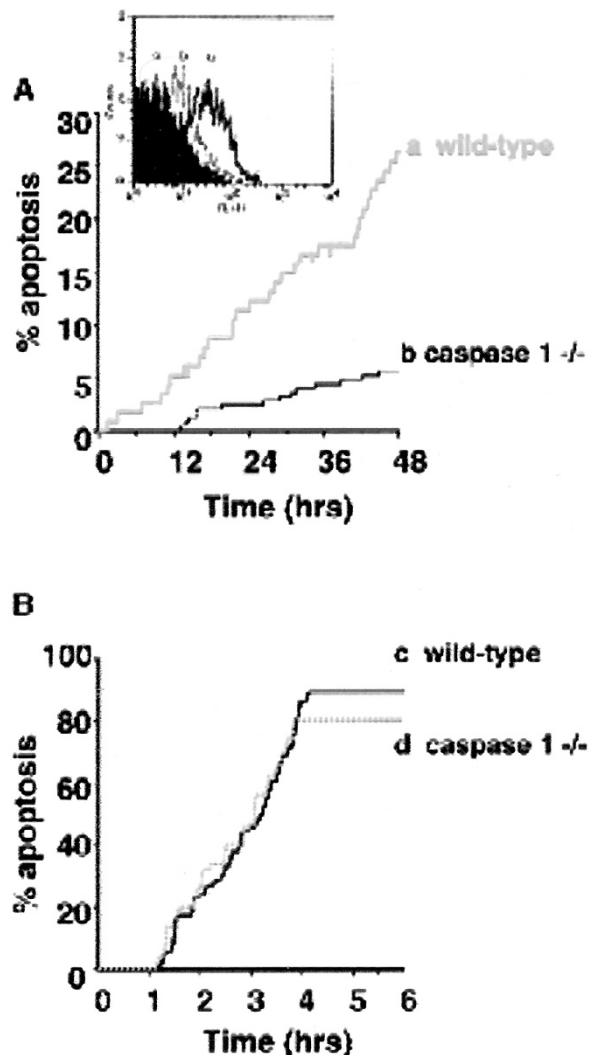 A
30
25
20
15
10
5
0
% apoptosis
a wild-type
b caspase 1 -/-
0 12 24 36 48
Time (hrs)
B
100
80
60
40
20
0
% apoptosis
c wild-type
d caspase 1 -/-
0 1 2 3 4 5 6
Time (hrs)